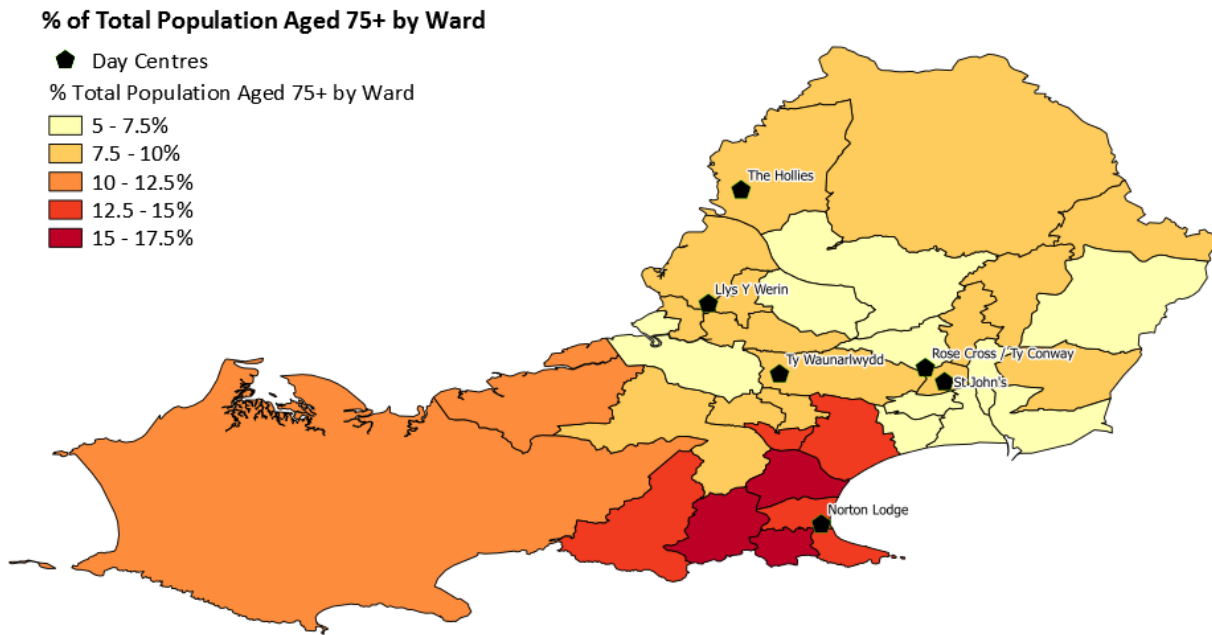 % of Total Population Aged 75+ by Ward
Day Centres
% Total Population Aged 75+ by Ward
5 - 7.5%
7.5 - 10%
10 - 12.5%
12.5 - 15%
15 - 17.5%
The Hollies
Llys Y Werin
Rose Cross / Ty Conway
Ty Waunarlwydd
St John's
Norton Lodge